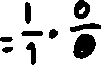 = 1/1 · 0/0